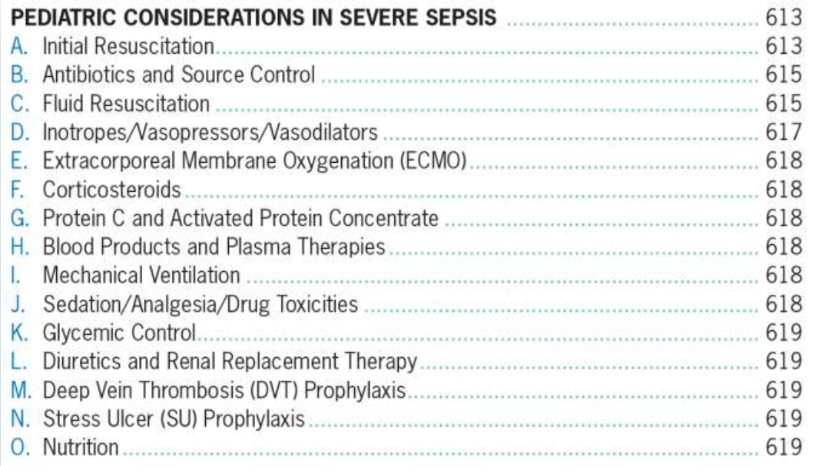 PEDIATRIC CONSIDERATIONS IN SEVERE SEPSIS ........ 613
A. Initial Resuscitation........ 613
B. Antibiotics and Source Control ........ 615
C. Fluid Resuscitation ........ 615
D. Inotropes/Vasopressors/Vasodilators ........ 617
E. Extracorporeal Membrane Oxygenation (ECMO)........ 618
F. Corticosteroids ........ 618
G. Protein C and Activated Protein Concentrate ........ 618
H. Blood Products and Plasma Therapies ........ 618
I. Mechanical Ventilation ........ 618
J. Sedation/Analgesia/Drug Toxicities ........ 618
K. Glycemic Control........ 619
L. Diuretics and Renal Replacement Therapy ........ 619
M. Deep Vein Thrombosis (DVT) Prophylaxis........ 619
N. Stress Ulcer (SU) Prophylaxis ........ 619
O. Nutrition ........ 619